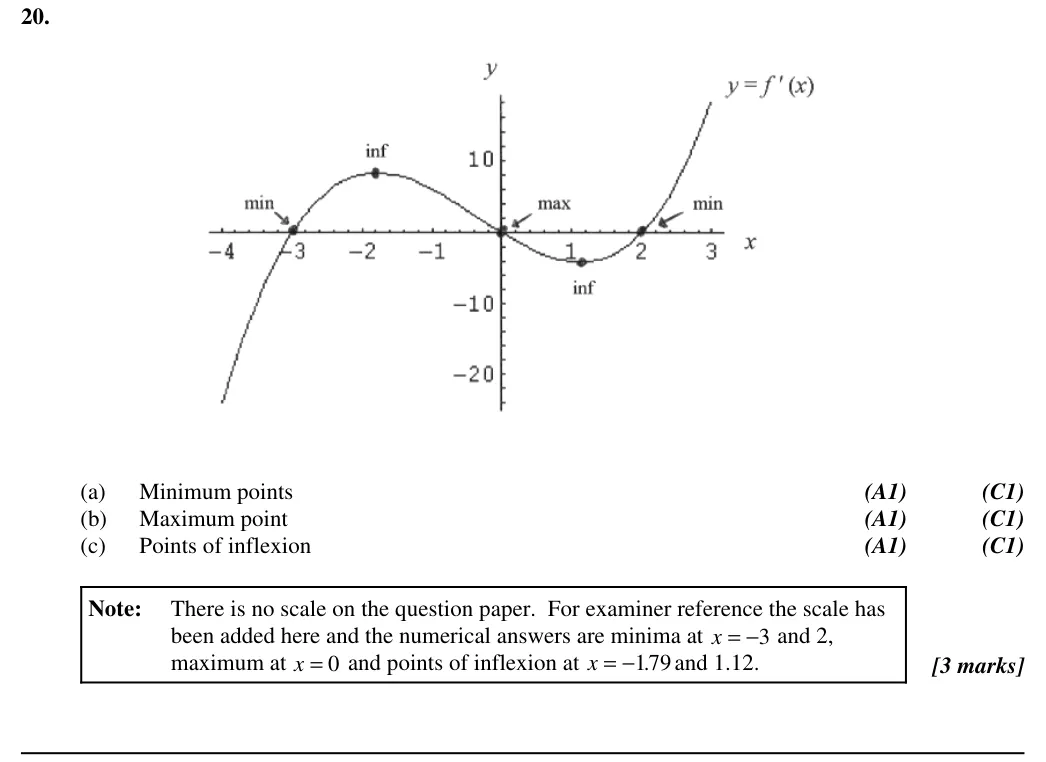 20.
y
y = f ′ (x)
inf
10
min
max
min
−4
−3
−2
−1
1
2
3
x
inf
−10
−20
(a) Minimum points (A1) (C1)
(b) Maximum point (A1) (C1)
(c) Points of inflexion (A1) (C1)
Note: There is no scale on the question paper. For examiner reference the scale has
been added here and the numerical answers are minima at x = −3 and 2,
maximum at x = 0 and points of inflexion at x = −1.79 and 1.12.
[3 marks]